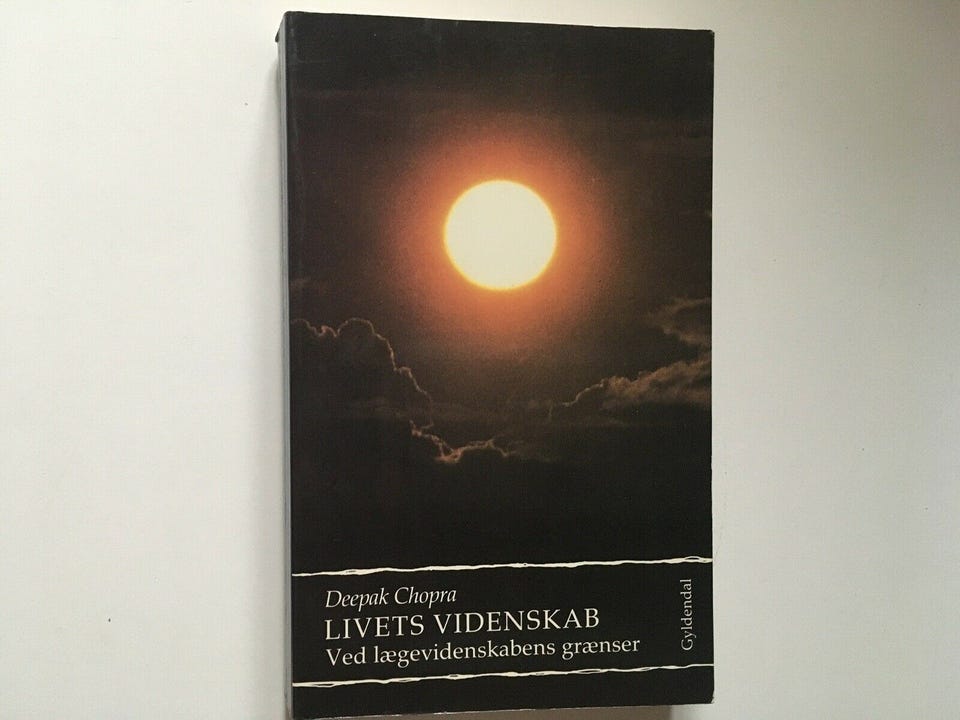 Deepak Chopra
LIVETS VIDENSKAB
Ved lægevidenskabens grænser
Gyldendal